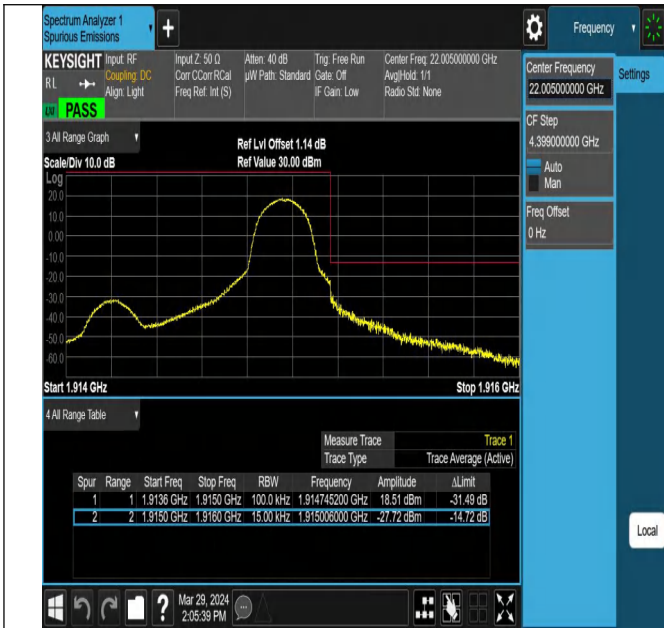 Spectrum Analyzer 1
Spurious Emissions
Frequency
KEYSIGHT Input: RF Input Z: 50 Ω Atten: 40 dB Trig: Free Run Center Freq: 22.005000000 GHz
RL Coupling: DC Corr CCorr RCal µW Path: Standard Gate: Off Avg|Hold: 1/1
Align: Light Freq Ref: Int (S) IF Gain: Low Radio Std: None
PASS
Center Frequency
22.005000000 GHz
Settings
CF Step
4.399000000 GHz
Auto
Man
Freq Offset
0 Hz
3 All Range Graph
Ref Lvl Offset 1.14 dB
Scale/Div 10.0 dB Ref Value 30.00 dBm
Log
20.0
10.0
0.00
-10.0
-20.0
-30.0
-40.0
-50.0
-60.0
Start 1.914 GHz Stop 1.916 GHz
4 All Range Table
Measure Trace Trace 1
Trace Type Trace Average (Active)
Spur Range Start Freq Stop Freq RBW Frequency Amplitude ΔLimit
1 1 1.9136 GHz 1.9150 GHz 100.0 kHz 1.914745200 GHz 18.51 dBm -31.49 dB
2 2 1.9150 GHz 1.9160 GHz 15.00 kHz 1.915006000 GHz -27.72 dBm -14.72 dB
Local
?
Mar 29, 2024
2:05:39 PM